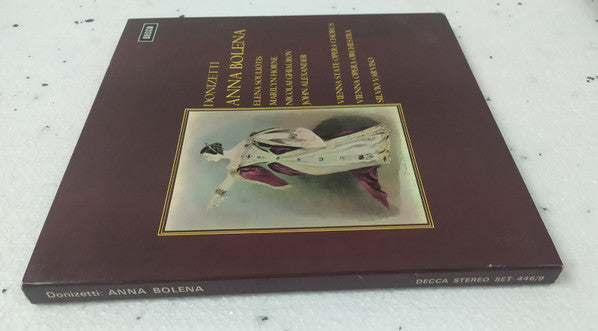 DECCA
DONIZETTI
ANNA BOLENA
ELENA SOULIOTIS
MARILYN HORNE
NICOLAI GHIAUROV
JOHN ALEXANDER
VIENNA STATE OPERA CHORUS
VIENNA OPERA ORCHESTRA
SILVIO VARVISO
Donizetti: ANNA BOLENA
DECCA STEREO SET 446/9